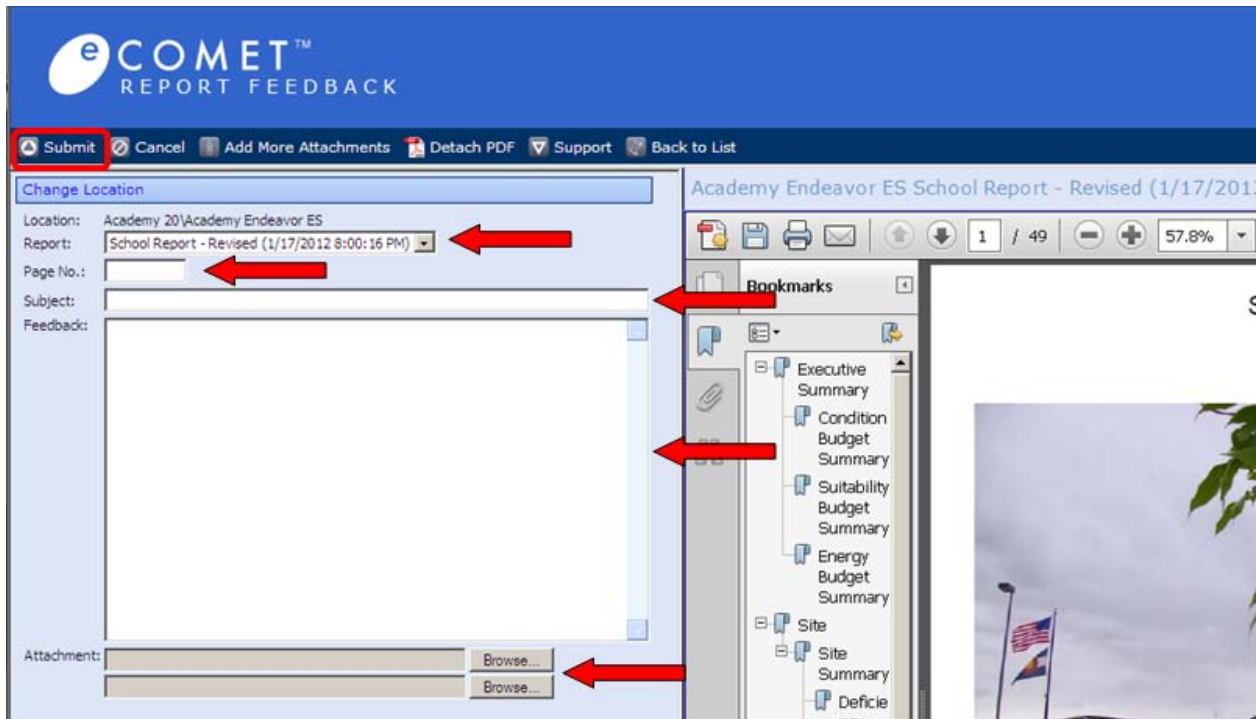 e COMET™
REPORT FEEDBACK
Submit Cancel Add More Attachments Detach PDF Support Back to List
Change Location
Location: Academy 20\Academy Endeavor ES
Report: School Report - Revised (1/17/2012 8:00:16 PM)
Page No.:
Subject:
Feedback:
Attachment: Browse...
Browse...
Academy Endeavor ES School Report - Revised (1/17/2012
1 / 49 57.8%
Bookmarks
Executive
Summary
Condition
Budget
Summary
Suitability
Budget
Summary
Energy
Budget
Summary
Site
Site
Summary
Deficie
S